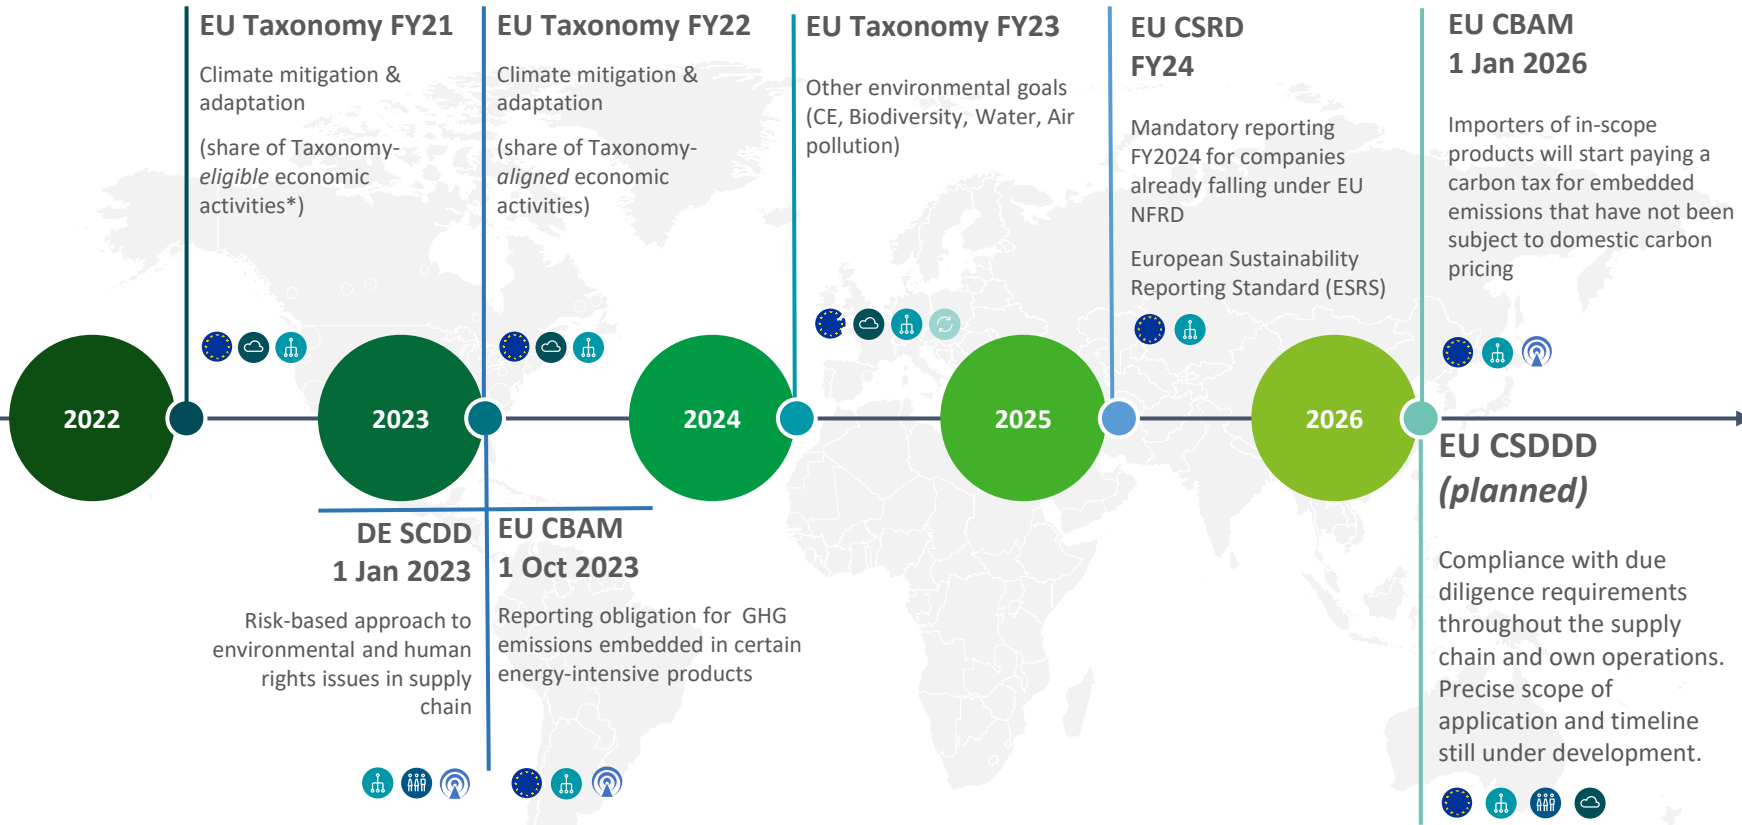 EU Taxonomy FY21
Climate mitigation &
adaptation
(share of Taxonomy-
eligible economic
activities*)
EU Taxonomy FY22
Climate mitigation &
adaptation
(share of Taxonomy-
aligned economic
activities)
EU Taxonomy FY23
Other environmental goals
(CE, Biodiversity, Water, Air
pollution)
EU CSRD
FY24
Mandatory reporting
FY2024 for companies
already falling under EU
NFRD
European Sustainability
Reporting Standard (ESRS)
EU CBAM
1 Jan 2026
Importers of in-scope
products will start paying a
carbon tax for embedded
emissions that have not been
subject to domestic carbon
pricing
2022
2023
2024
2025
2026
DE SCDD
1 Jan 2023
Risk-based approach to
environmental and human
rights issues in supply
chain
EU CBAM
1 Oct 2023
Reporting obligation for GHG
emissions embedded in certain
energy-intensive products
EU CSDDD
(planned)
Compliance with due
diligence requirements
throughout the supply
chain and own operations.
Precise scope of
application and timeline
still under development.